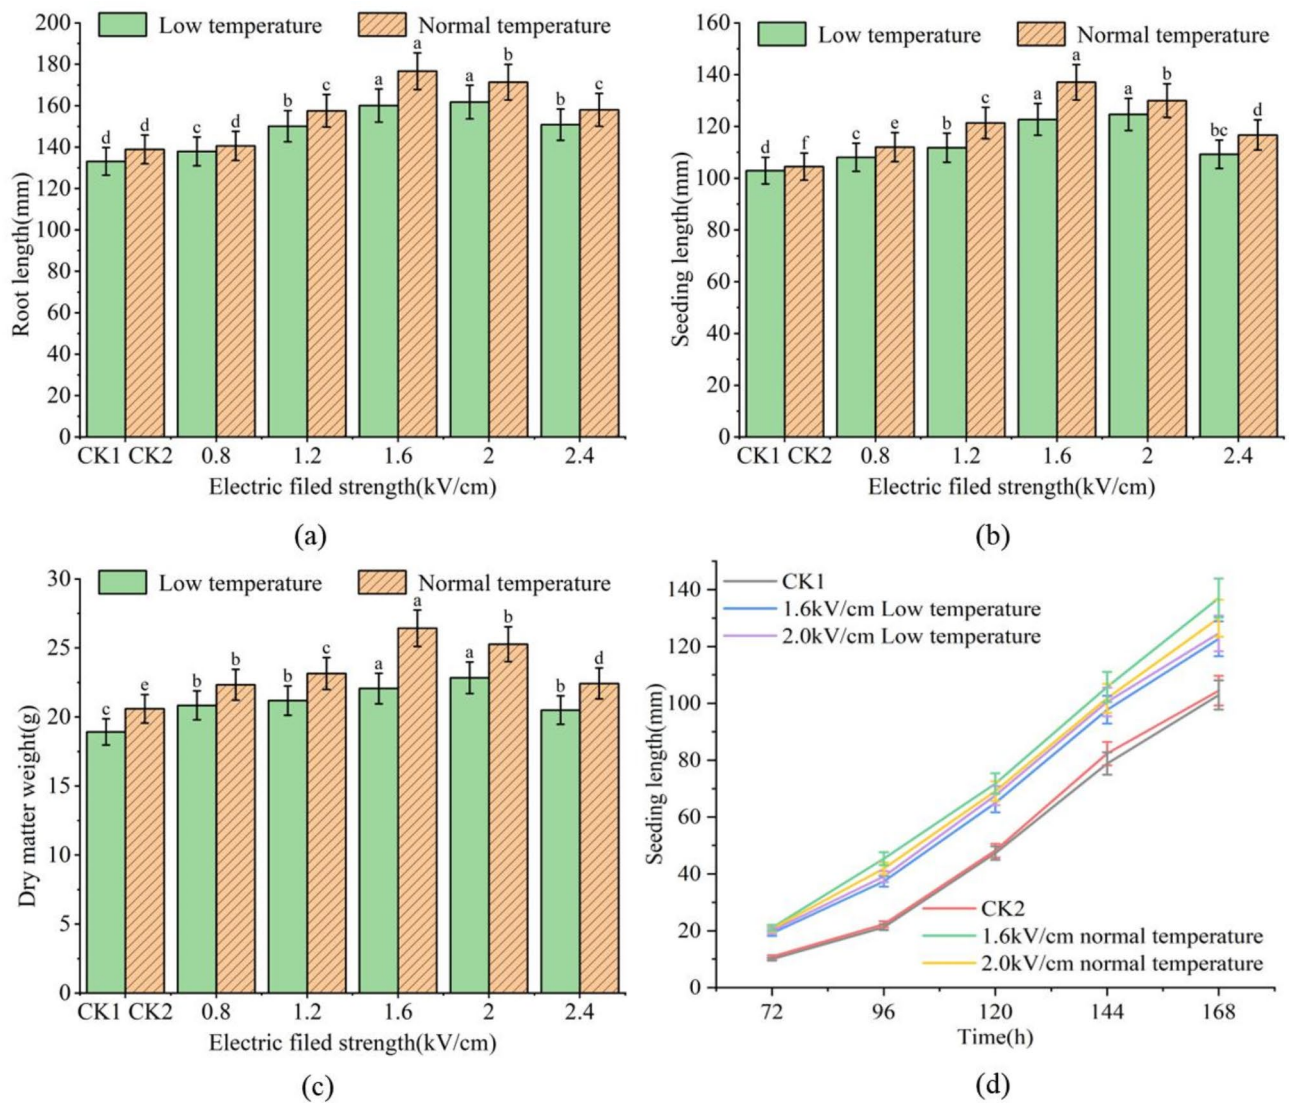 Low temperature Normal temperature
200
180
160
140
120
100
80
60
40
20
0
Root length(mm)
d d c d b c a a a b b c
CK1 CK2 0.8 1.2 1.6 2 2.4
Electric filed strength(kV/cm)
(a)
Low temperature Normal temperature
160
140
120
100
80
60
40
20
0
Seeding length(mm)
d f c e b c a a a b bc d
CK1 CK2 0.8 1.2 1.6 2 2.4
Electric filed strength(kV/cm)
(b)
Low temperature Normal temperature
30
25
20
15
10
5
0
Dry matter weight(g)
c e b b b c a a a b b d
CK1 CK2 0.8 1.2 1.6 2 2.4
Electric filed strength(kV/cm)
(c)
CK1
1.6kV/cm Low temperature
2.0kV/cm Low temperature
140
120
100
80
60
40
20
0
Seeding length(mm)
CK2
1.6kV/cm normal temperature
2.0kV/cm normal temperature
72 96 120 144 168
Time(h)
(d)